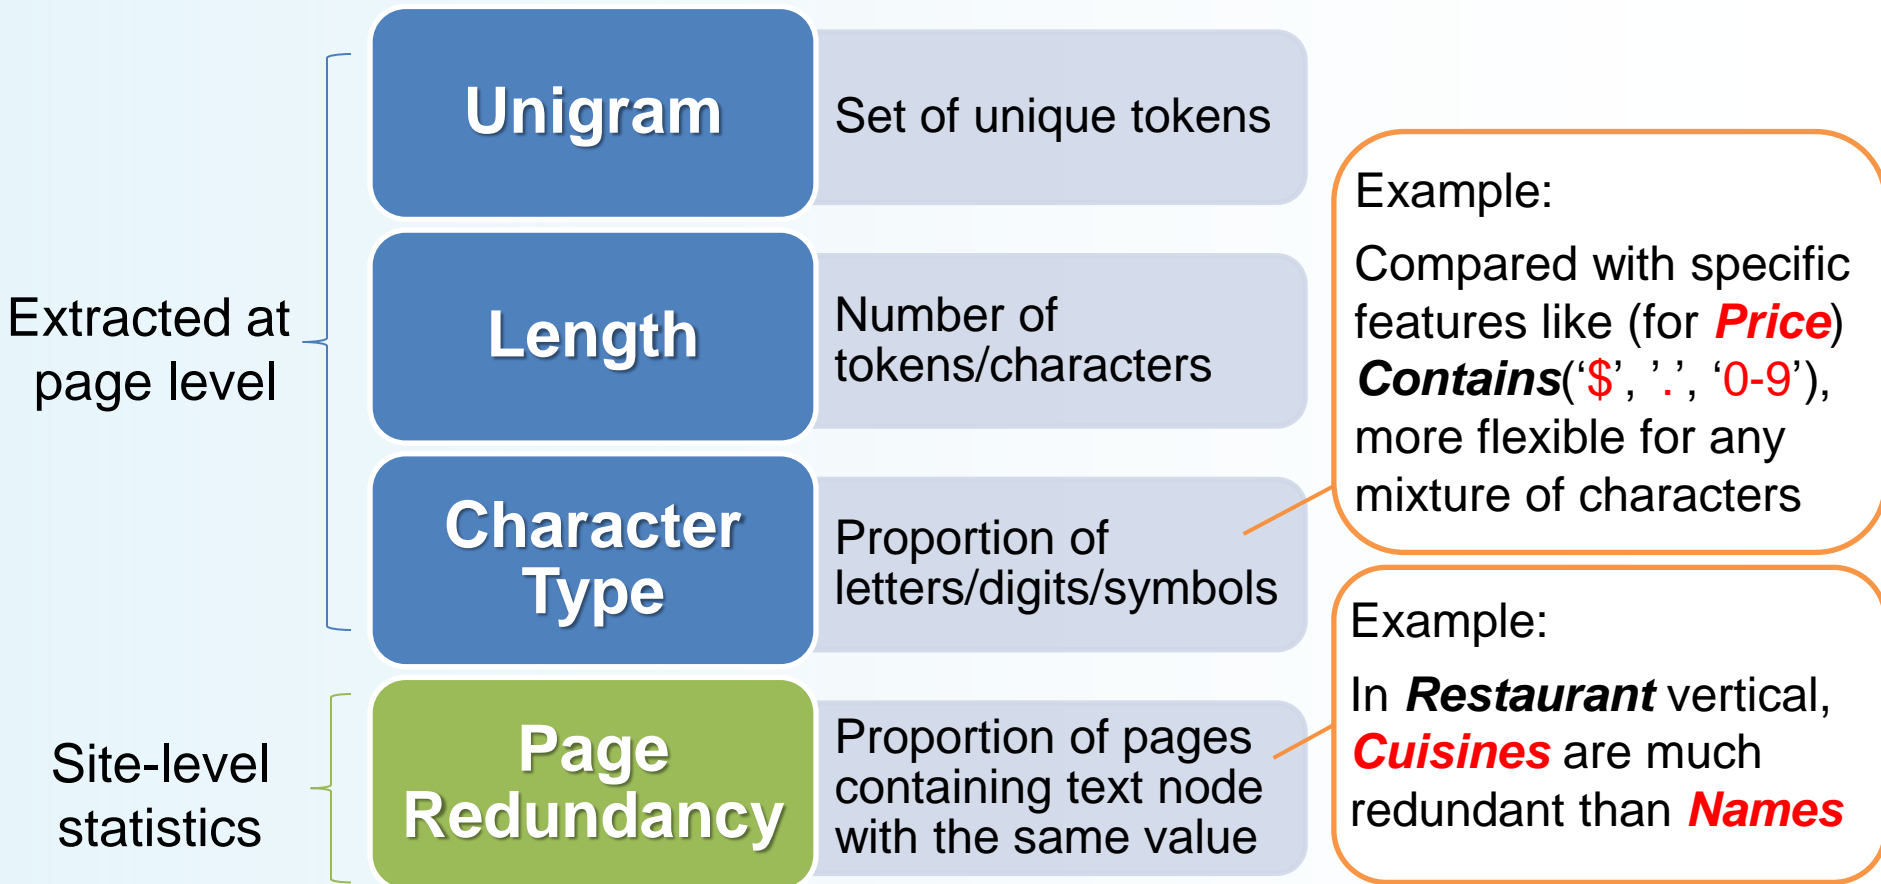 Extracted at
page level
Unigram
Set of unique tokens
Length
Number of
tokens/characters
Character
Type
Proportion of
letters/digits/symbols
Example:
Compared with specific
features like (for Price)
Contains(‘$’, ’.’, ‘0-9’),
more flexible for any
mixture of characters
Site-level
statistics
Page
Redundancy
Proportion of pages
containing text node
with the same value
Example:
In Restaurant vertical,
Cuisines are much
redundant than Names